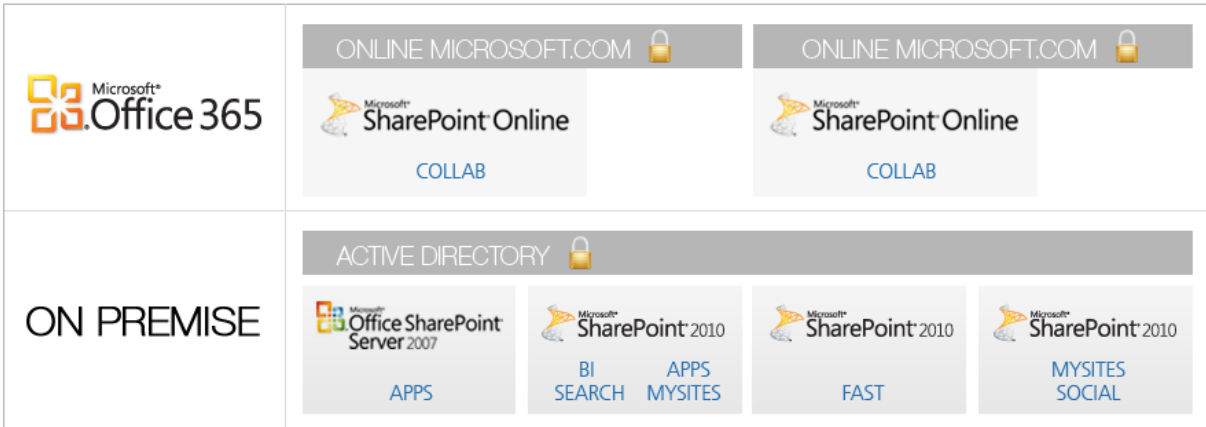 Microsoft®
Office 365
ONLINE MICROSOFT.COM
ONLINE MICROSOFT.COM
Microsoft®
SharePoint® Online
COLLAB
Microsoft®
SharePoint® Online
COLLAB
ON PREMISE
ACTIVE DIRECTORY
Microsoft®
Office SharePoint®
Server 2007
APPS
Microsoft®
SharePoint® 2010
BI APPS
SEARCH MYSITES
Microsoft®
SharePoint® 2010
FAST
Microsoft®
SharePoint® 2010
MYSITES
SOCIAL